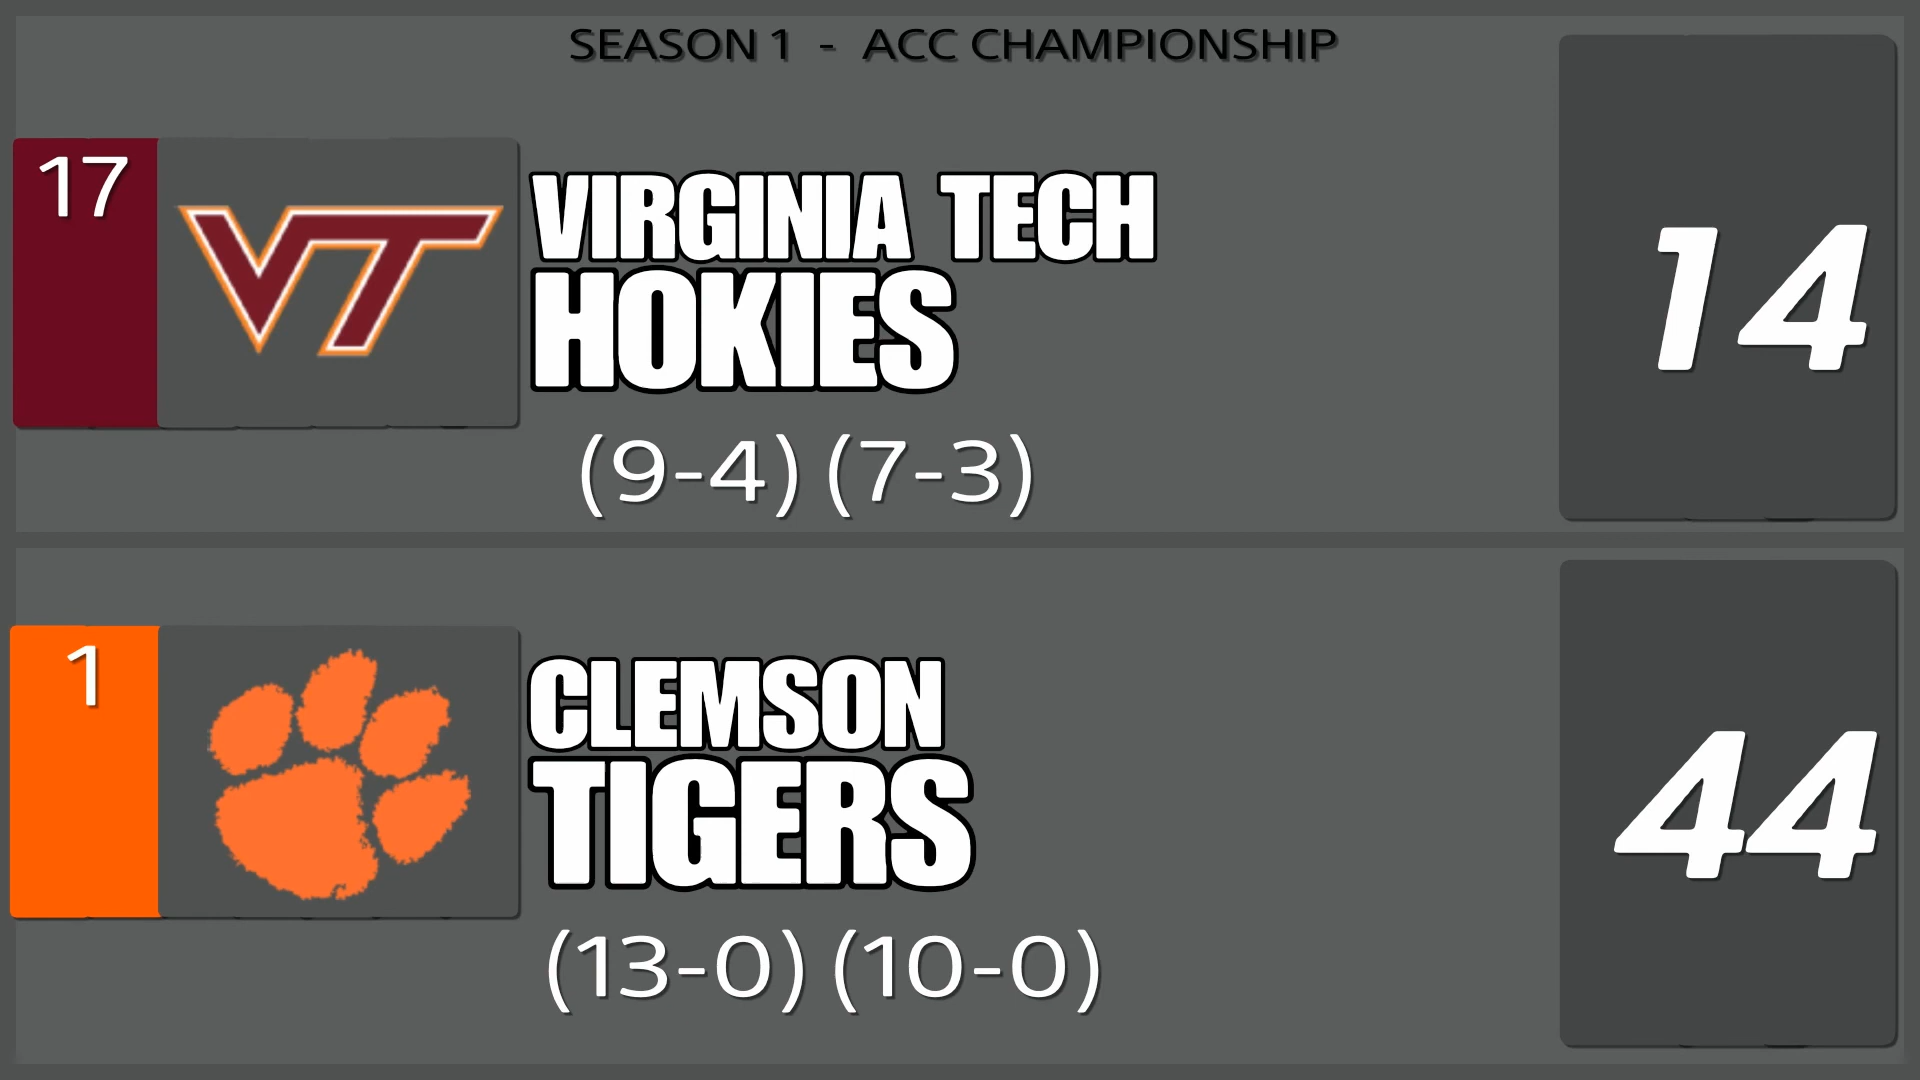 SEASON 1 - ACC CHAMPIONSHIP
17
VT
VIRGINIA TECH
HOKIES
(9-4) (7-3)
14
1
CLEMSON
TIGERS
(13-0) (10-0)
44